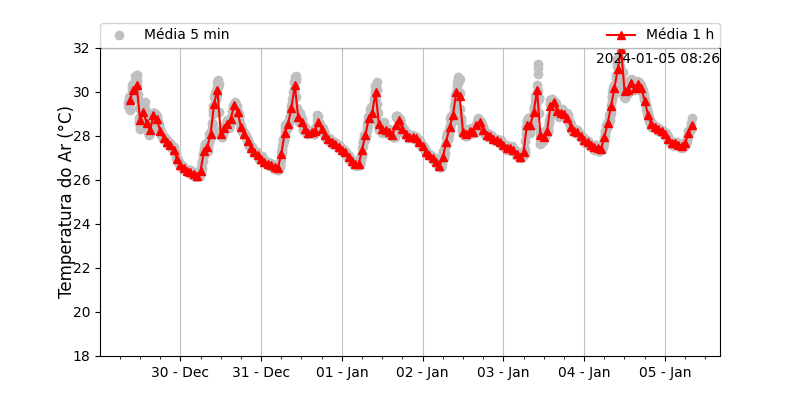 Média 5 min
Média 1 h
2024-01-05 08:26
Temperatura do Ar (°C)
32
30
28
26
24
22
20
18
30 - Dec
31 - Dec
01 - Jan
02 - Jan
03 - Jan
04 - Jan
05 - Jan